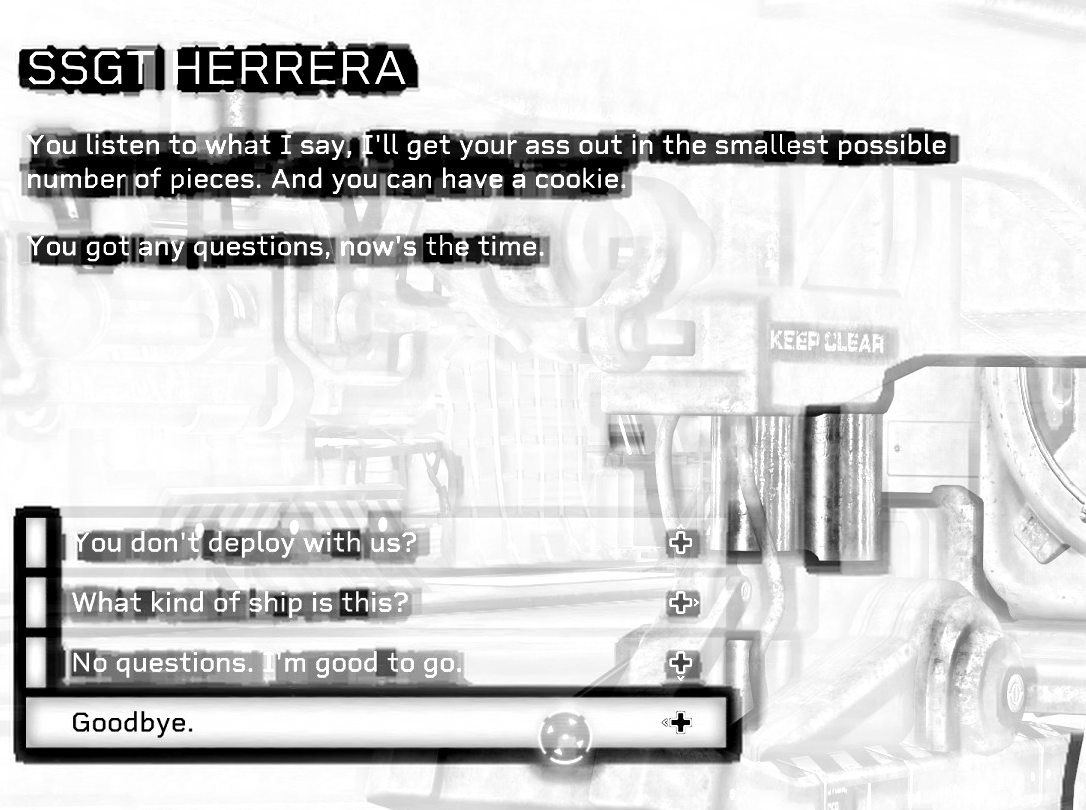 SSGT HERRERA
You listen to what I say, I'll get your ass out in the smallest possible
number of pieces. And you can have a cookie.
You got any questions, now's the time.
KEEP CLEAR
You don't deploy with us?
What kind of ship is this?
No questions. I'm good to go.
Goodbye.